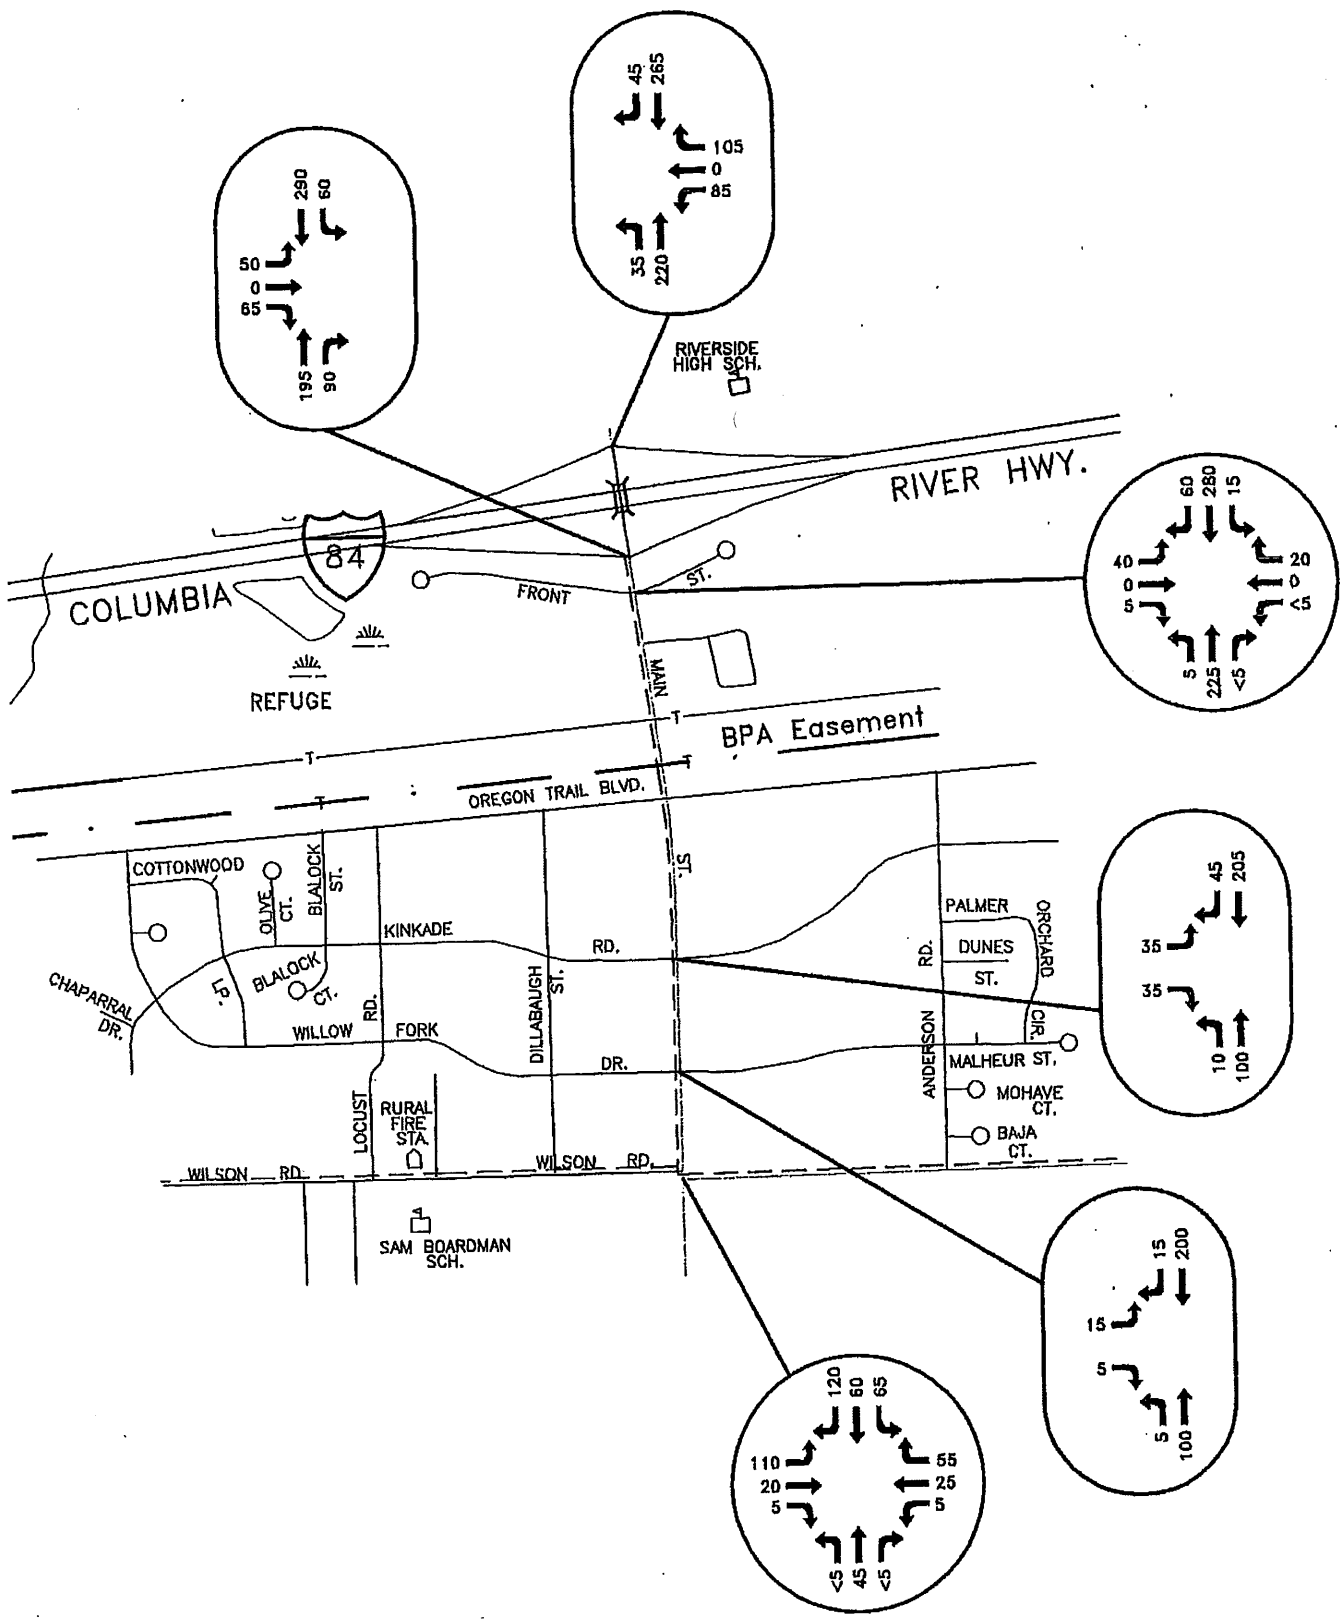 45
265
105
0
85
35
220
290
60
50
0
65
195
90
RIVERSIDE
HIGH SCH.
RIVER HWY.
84
COLUMBIA
FRONT
ST.
60
280
15
40
0
5
20
0
<5
5
225
<5
REFUGE
MAIN
T
T
BPA Easement
T
T
OREGON TRAIL BLVD.
ST.
COTTONWOOD
LP.
OLIVE
CT.
BLALOCK
ST.
KINKADE
RD.
BLALOCK
CT.
CHAPARRAL
DR.
WILLOW
FORK
DR.
LOCUST
RD.
DILLABAUGH
ST.
PALMER
DUNES
ST.
ORCHARD
CIR.
ANDERSON
RD.
MALHEUR ST.
MOHAVE
CT.
BAJA
CT.
45
205
35
35
10
100
RURAL
FIRE
STA.
WILSON RD.
WILSON RD.
SAM BOARDMAN
SCH.
15
200
15
5
5
100
120
60
65
110
20
5
55
25
5
<5
45
<5